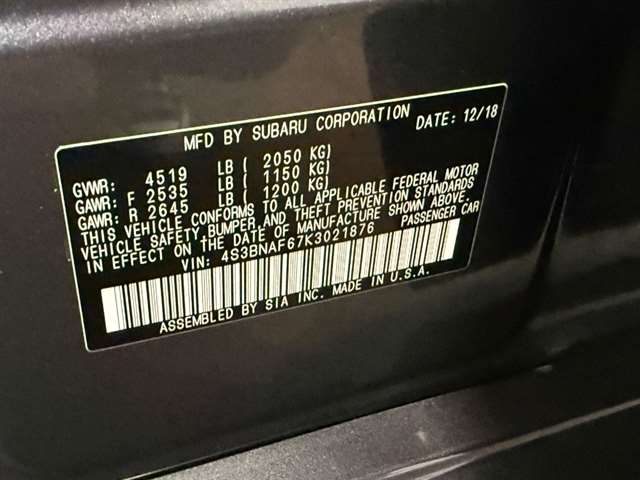 MFD BY SUBARU CORPORATION DATE: 12/18
GVWR: 4519 LB ( 2050 KG)
GAWR: F 2535 LB ( 1150 KG)
GAWR: R 2645 LB ( 1200 KG)
THIS VEHICLE CONFORMS TO ALL APPLICABLE FEDERAL MOTOR
VEHICLE SAFETY, BUMPER, AND THEFT PREVENTION STANDARDS
IN EFFECT ON THE DATE OF MANUFACTURE SHOWN ABOVE.
VIN: 4S3BNAF67K3021876 PASSENGER CAR
ASSEMBLED BY SIA INC. MADE IN U.S.A.